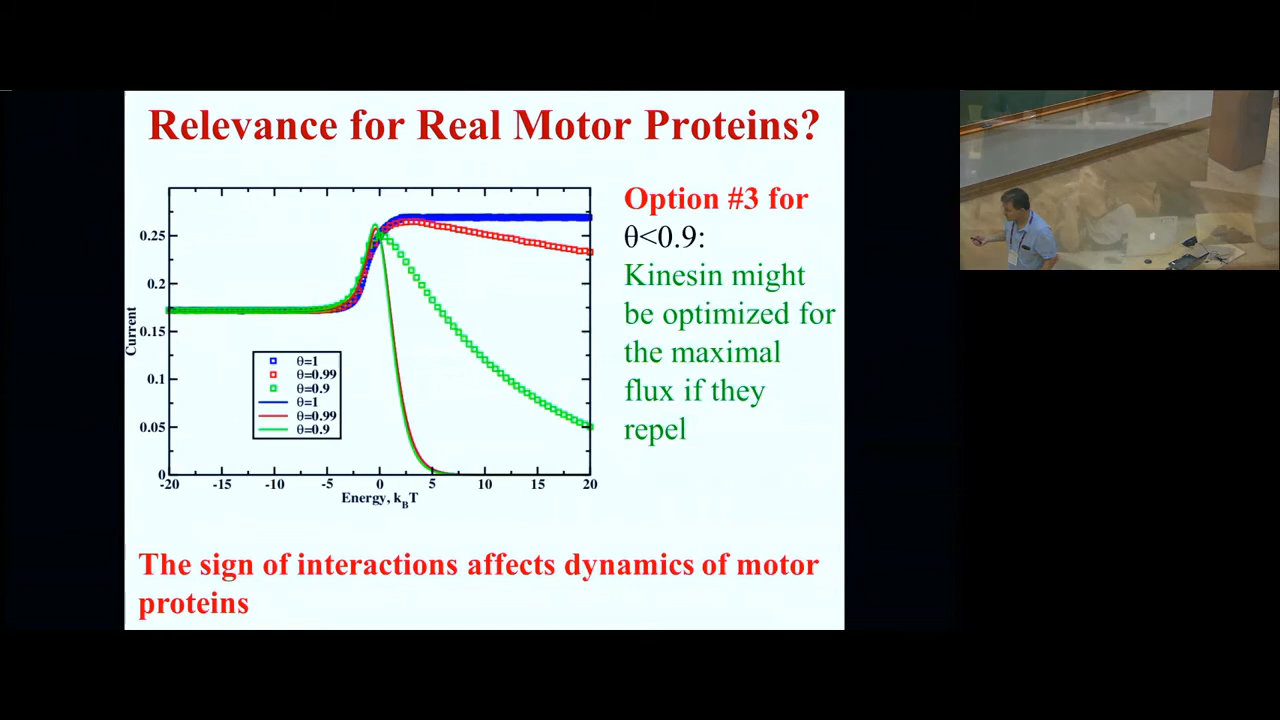 Relevance for Real Motor Proteins?
Option #3 for
θ<0.9:
Kinesin might
be optimized for
the maximal
flux if they
repel
0.25
0.2
0.15
0.1
0.05
0
Current
θ=1
θ=0.99
θ=0.9
θ=1
θ=0.99
θ=0.9
-20 -15 -10 -5 0 5 10 15 20
Energy, k_BT
The sign of interactions affects dynamics of motor
proteins